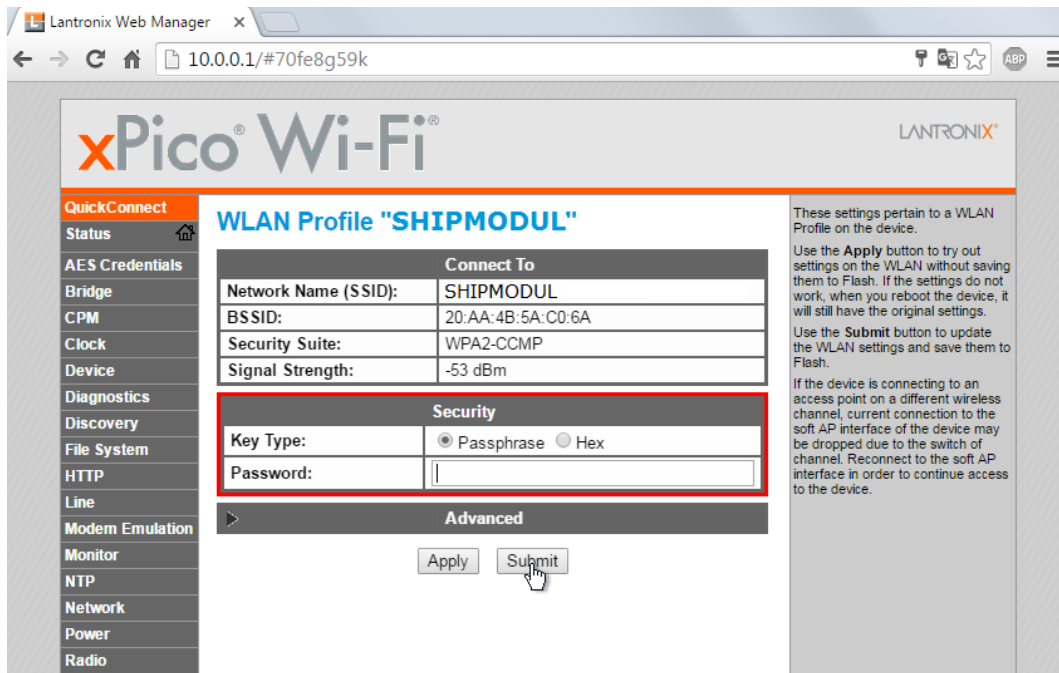 Lantronix Web Manager
10.0.0.1/#70fe8g59k
ABP
xPico® Wi-Fi®
LANTRONIX®
QuickConnect
Status
AES Credentials
Bridge
CPM
Clock
Device
Diagnostics
Discovery
File System
HTTP
Line
Modem Emulation
Monitor
NTP
Network
Power
Radio
WLAN Profile "SHIPMODUL"
Connect To
Network Name (SSID): SHIPMODUL
BSSID: 20:AA:4B:5A:C0:6A
Security Suite: WPA2-CCMP
Signal Strength: -53 dBm
Security
Key Type: Passphrase Hex
Password:
Advanced
Apply Submit
These settings pertain to a WLAN
Profile on the device.
Use the Apply button to try out
settings on the WLAN without saving
them to Flash. If the settings do not
work, when you reboot the device, it
will still have the original settings.
Use the Submit button to update
the WLAN settings and save them to
Flash.
If the device is connecting to an
access point on a different wireless
channel, current connection to the
soft AP interface of the device may
be dropped due to the switch of
channel. Reconnect to the soft AP
interface in order to continue access
to the device.